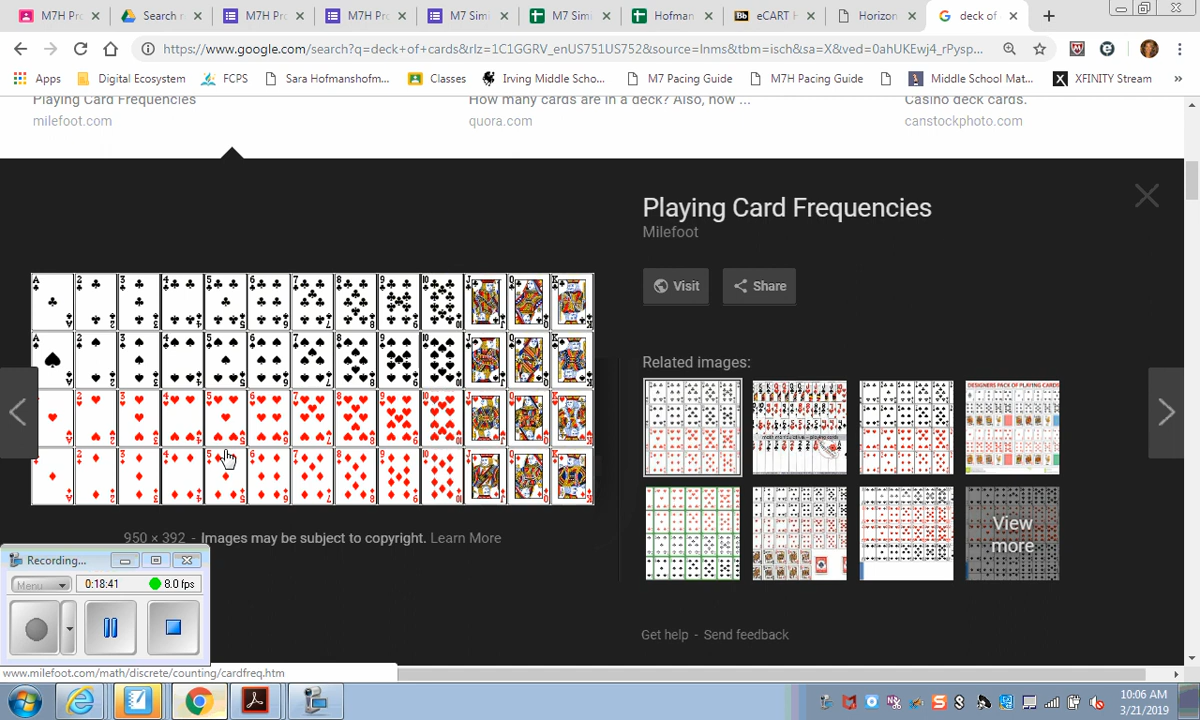 M7H Pro
Search r
M7H Pr
M7H Pr
M7 Sim
M7 Sim
Hofman
eCART H
Horizon
deck of
https://www.google.com/search?q=deck+of+cards&rlz=1C1GGRV_enUS751US752&source=lnms&tbm=isch&sa=X&ved=0ahUKEwj4_rPysp...
Apps
Digital Ecosystem
FCPS
Sara Hofmanshofm...
Classes
Irving Middle Scho...
M7 Pacing Guide
M7H Pacing Guide
Middle School Mat...
XFINITY Stream
»
Playing Card Frequencies
How many cards are in a deck? Also, how ...
Casino deck cards.
milefoot.com
quora.com
canstockphoto.com
Playing Card Frequencies
Milefoot
Visit
Share
Related images:
DESIGNERS PACK OF PLAYING CARDS
View
more
950 × 392 - Images may be subject to copyright. Learn More
Get help - Send feedback
Recording...
Menu
0:18:41
8.0 fps
www.milefoot.com/math/discrete/counting/cardfreq.htm
10:06 AM
3/21/2019